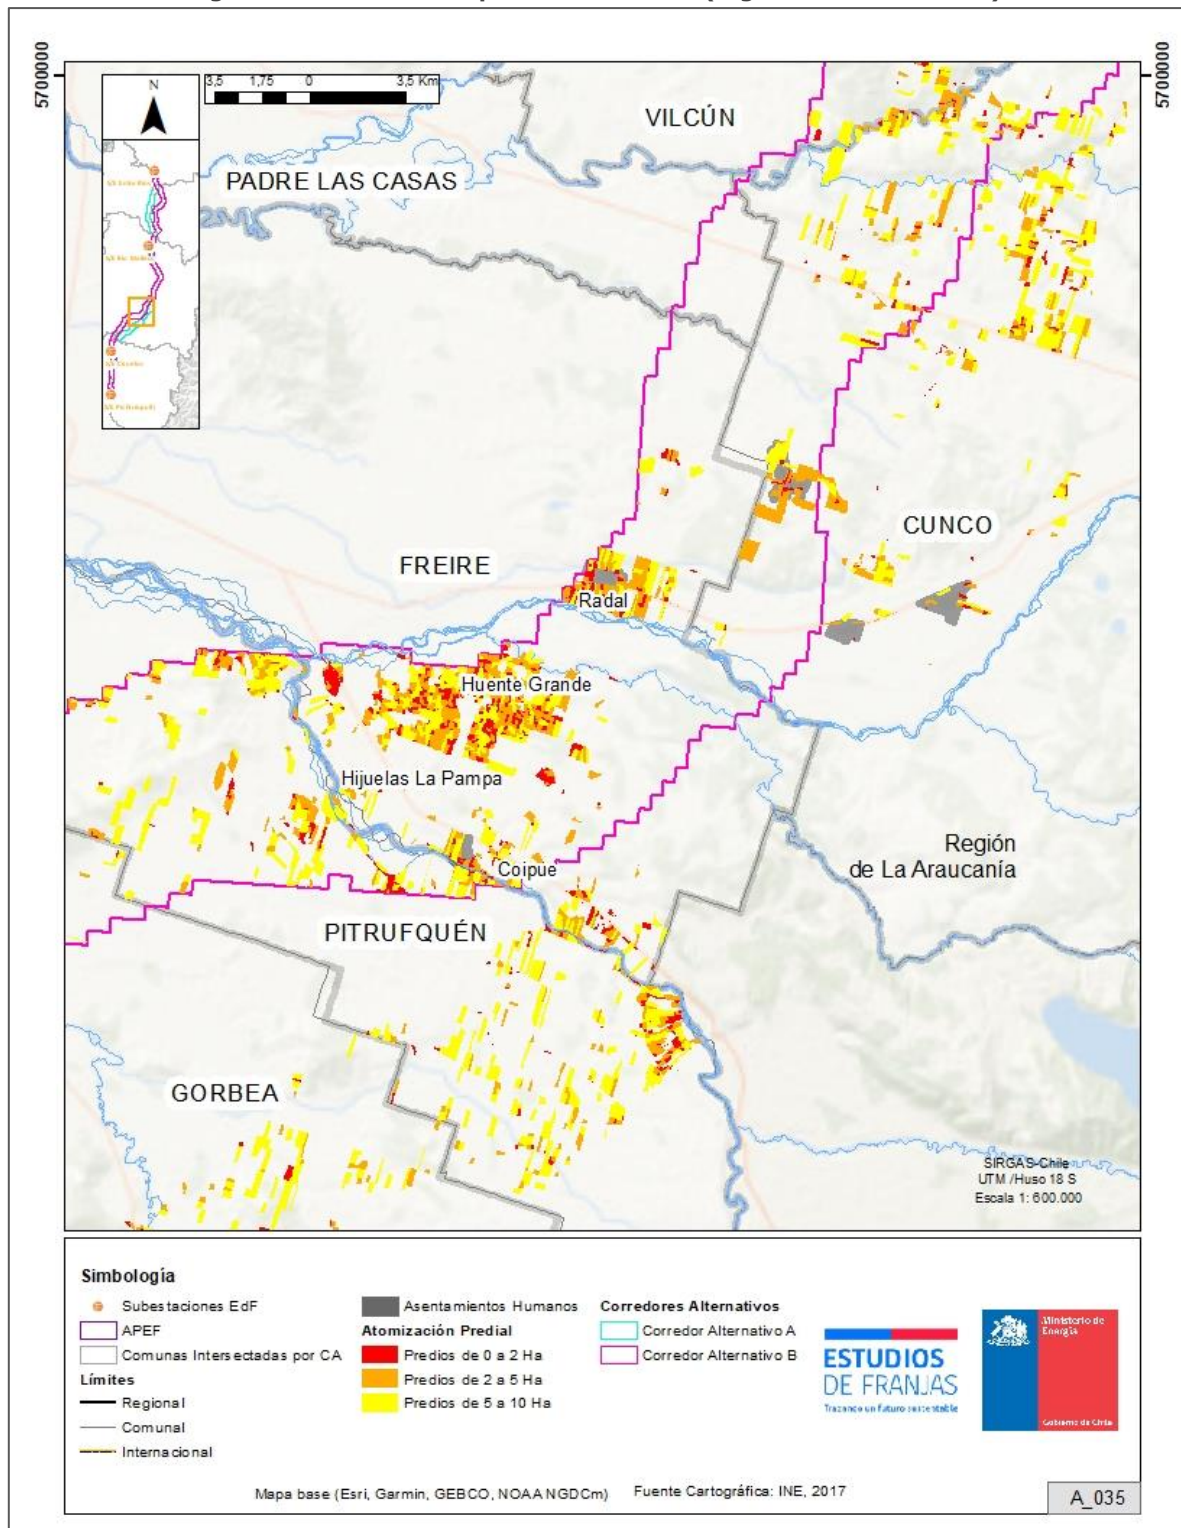 5700000
5700000
N
3,5 1,75 0 3,5 Km
VILCÚN
PADRE LAS CASAS
CUNCO
FREIRE
Radal
Huente Grande
Hijuelas La Pampa
Región
de La Araucanía
Coipue
PITRUFQUÉN
GORBEA
SIRGAS-Chile
UTM /Huso 18 S
Escala 1: 600.000
Simbología
Subestaciones EdF
APEF
Comunas Intersectadas por CA
Límites
Regional
Comunal
Internacional
Asentamientos Humanos
Atomización Predial
Predios de 0 a 2 Ha
Predios de 2 a 5 Ha
Predios de 5 a 10 Ha
Corredores Alternativos
Corredor Alternativo A
Corredor Alternativo B
ESTUDIOS
DE FRANJAS
Trazando un futuro sustentable
Ministerio de
Energía
Gobierno de Chile
Mapa base (Esri, Garmin, GEBCO, NOAA NGDCm)
Fuente Cartográfica: INE, 2017
A_035